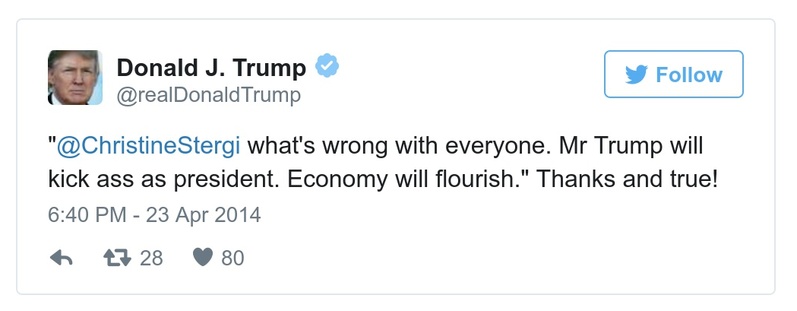 Donald J. Trump
@realDonaldTrump
Follow
"@ChristineStergi what's wrong with everyone. Mr Trump will
kick ass as president. Economy will flourish." Thanks and true!
6:40 PM - 23 Apr 2014
28 80